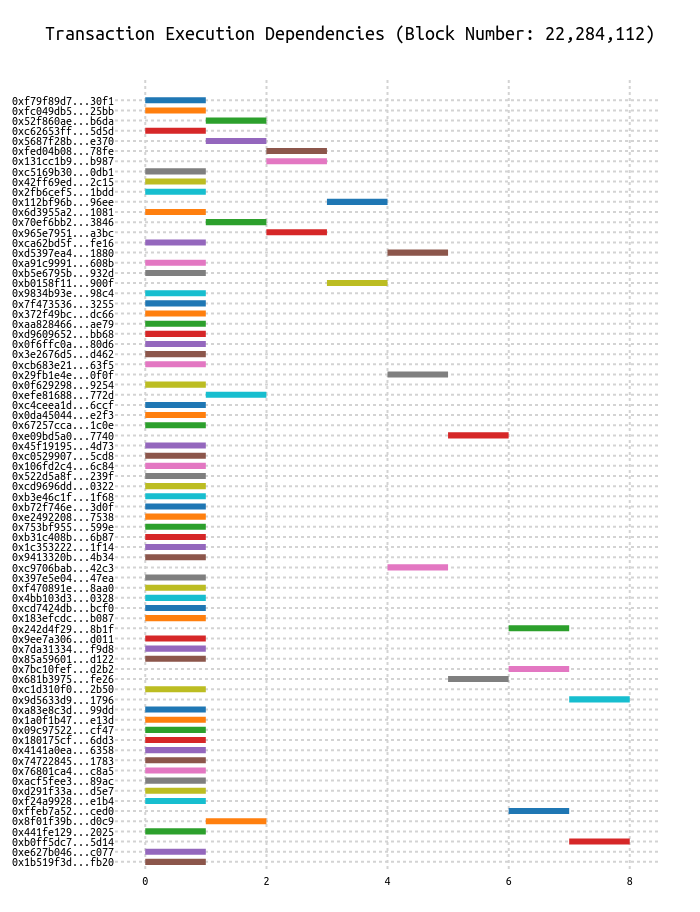 Transaction Execution Dependencies (Block Number: 22,284,112)
0xf79f89d7...30f1
0xfc049db5...25bb
0x52f860ae...b6da
0xc62653ff...5d5d
0x5687f28b...e370
0xfed04b08...78fe
0x131cc1b9...b987
0xc5169b30...0db1
0x42ff69ed...2c15
0x2fb6cef5...1bdd
0x112bf96b...96ee
0x6d3955a2...1081
0x70ef6bb2...3846
0x965e7951...a3bc
0xca62bd5f...fe16
0xd5397ea4...1880
0xa91c9991...608b
0xb5e6795b...932d
0xb0158f11...900f
0x9834b93e...98c4
0x7f473536...3255
0x372f49bc...dc66
0xaa828466...ae79
0xd9609652...bb68
0x0f6ffc0a...80d6
0x3e2676d5...d462
0xcb683e21...63f5
0x29fb1e4e...0f0f
0x0f629298...9254
0xefe81688...772d
0xc4ceea1d...6ccf
0x0da45044...e2f3
0x67257cca...1c0e
0xe09bd5a0...7740
0x45f19195...4d73
0xc0529907...5cd8
0x106fd2c4...6c84
0x522d5a8f...239f
0xcd9696dd...0322
0xb3e46c1f...1f68
0xb72f746e...3d0f
0xe2492208...7538
0x753bf955...599e
0xb31c408b...6b87
0x1c353222...1f14
0x9413320b...4b34
0xc9706bab...42c3
0x397e5e04...47ea
0xf470891e...8aa0
0x4bb103d3...0328
0xcd7424db...bcf0
0x183efcdc...b087
0x242d4f29...8b1f
0x9ee7a306...d011
0x7da31334...f9d8
0x85a59601...d122
0x7bc10fef...d2b2
0x681b3975...fe26
0xc1d310f0...2b50
0x9d5633d9...1796
0xa83e8c3d...99dd
0x1a0f1b47...e13d
0x09c97522...cf47
0x180175cf...6dd3
0x4141a0ea...6358
0x74722845...1783
0x76801ca4...c8a5
0xacf5fee3...89ac
0xd291f33a...d5e7
0xf24a9928...e1b4
0xffeb7a52...ced0
0x8f01f39b...d0c9
0x441fe129...2025
0xb0ff5dc7...5d14
0xe627b046...c077
0x1b519f3d...fb20
0 2 4 6 8